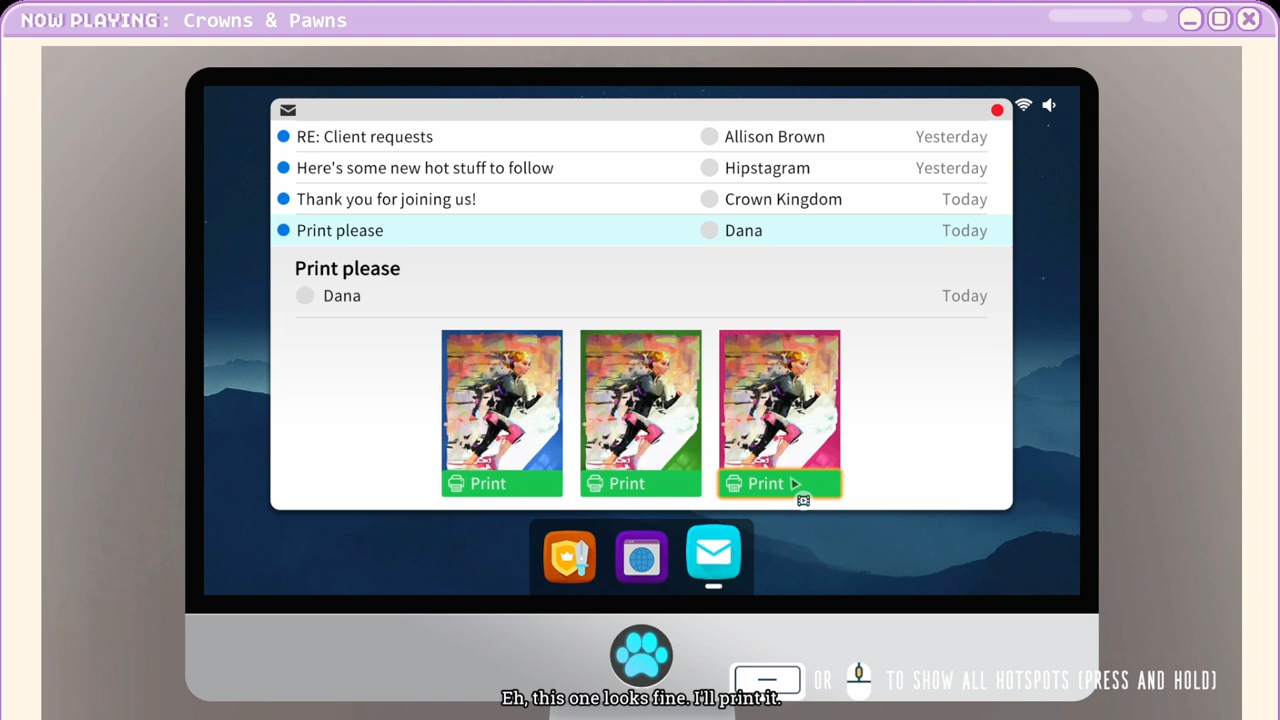 NOW PLAYING: Crowns & Pawns
RE: Client requests Allison Brown Yesterday
Here's some new hot stuff to follow Hipstagram Yesterday
Thank you for joining us! Crown Kingdom Today
Print please Dana Today
Print please
Dana Today
Print Print Print
OR TO SHOW ALL HOTSPOTS (PRESS AND HOLD)
Eh, this one looks fine. I'll print it.